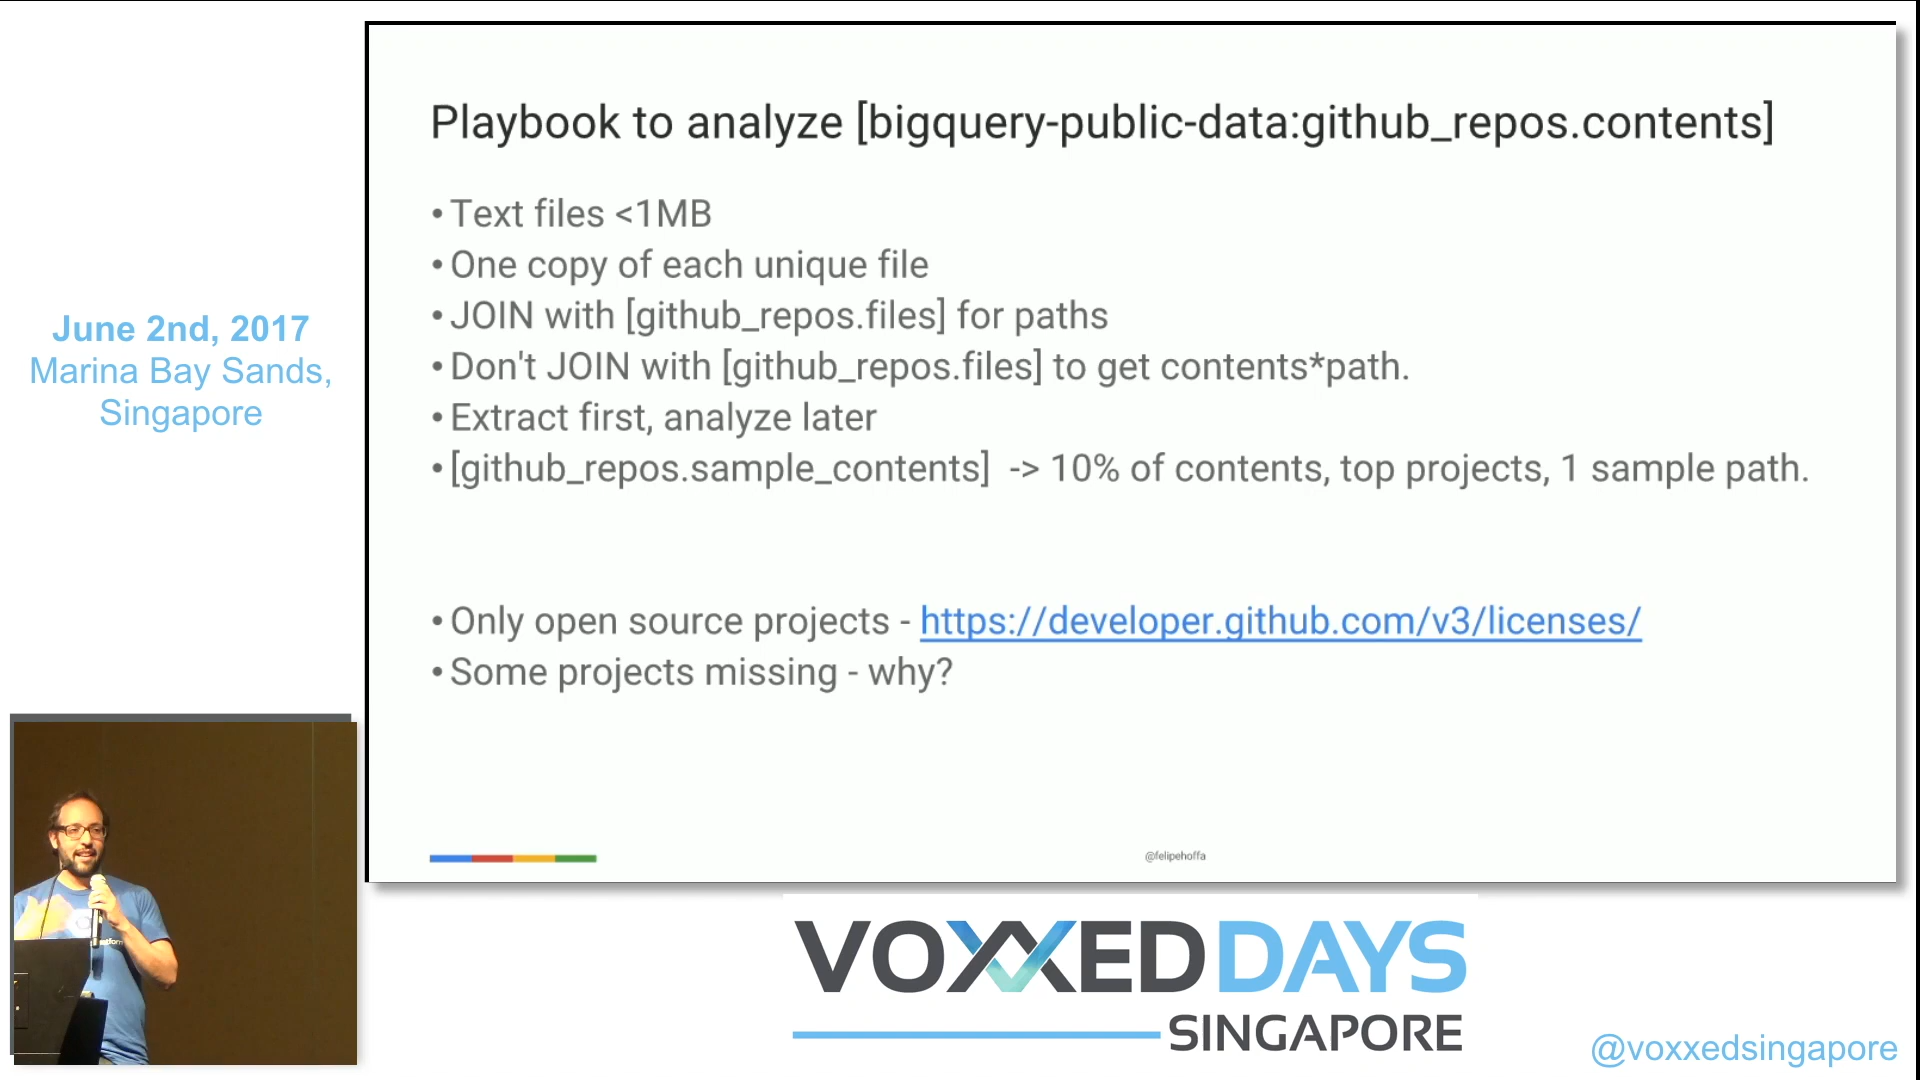 Playbook to analyze [bigquery-public-data:github_repos.contents]
• Text files <1MB
• One copy of each unique file
• JOIN with [github_repos.files] for paths
• Don't JOIN with [github_repos.files] to get contents*path.
• Extract first, analyze later
• [github_repos.sample_contents] -> 10% of contents, top projects, 1 sample path.
• Only open source projects - https://developer.github.com/v3/licenses/
• Some projects missing - why?
@felipehoffa
June 2nd, 2017
Marina Bay Sands,
Singapore
VOXXED DAYS
SINGAPORE
@voxxedsingapore